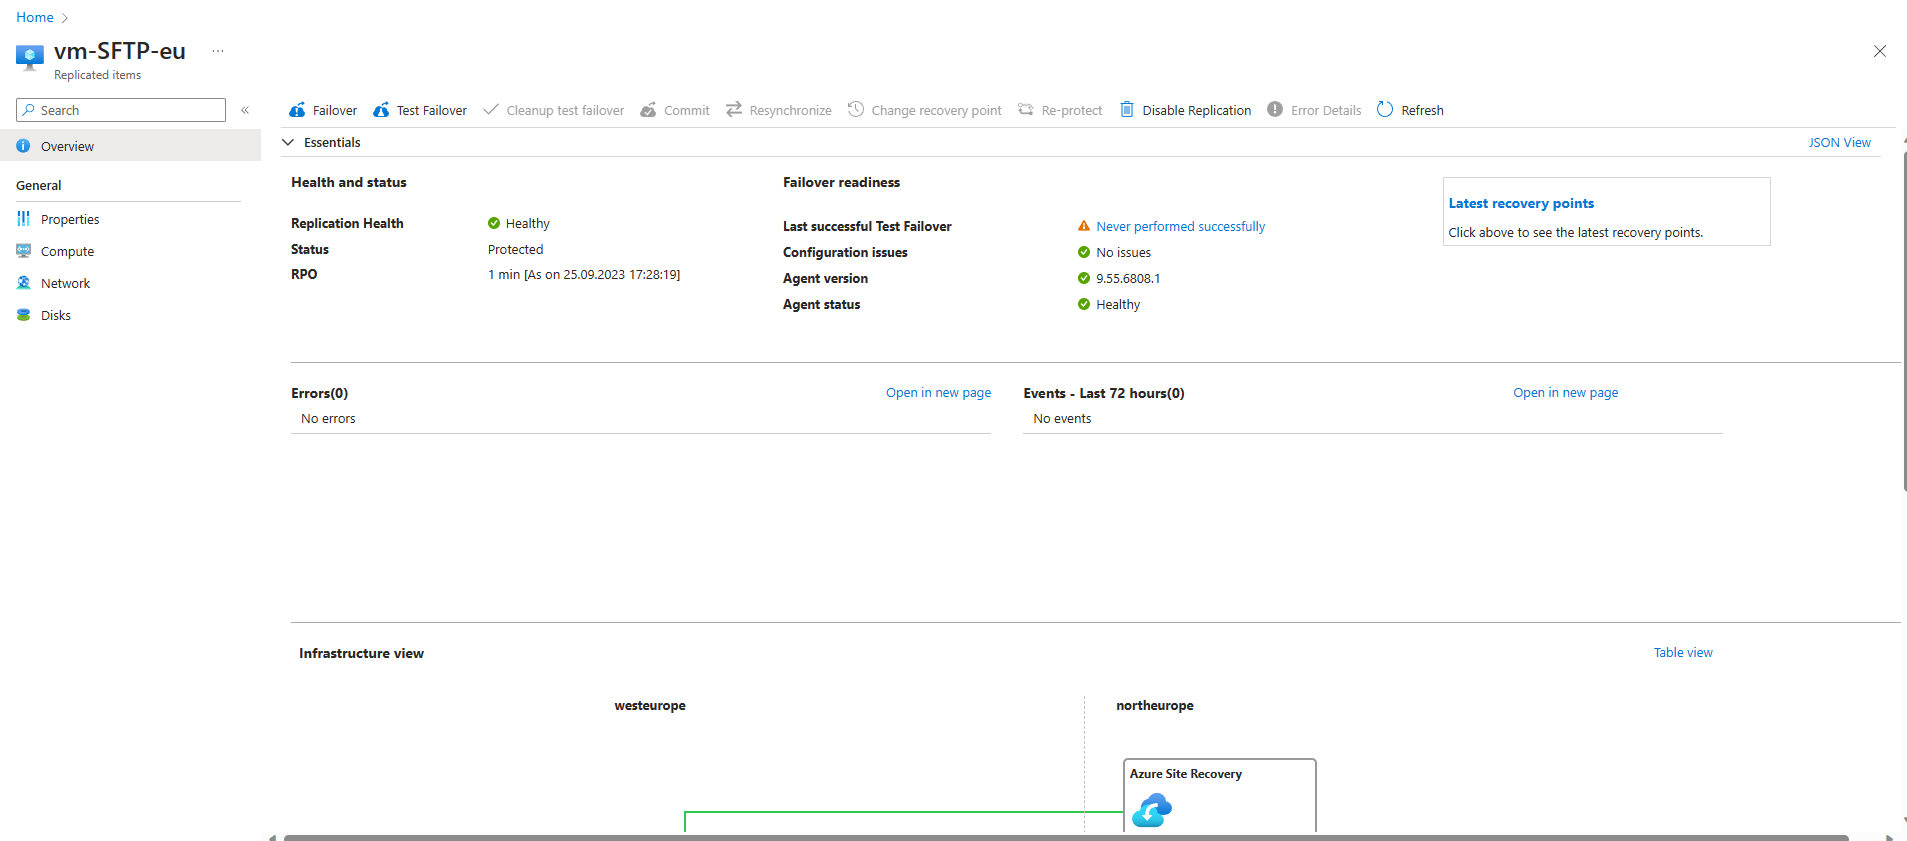 Home
vm-SFTP-eu
Replicated items
Search
Overview
General
Properties
Compute
Network
Disks
Failover Test Failover Cleanup test failover Commit Resynchronize Change recovery point Re-protect Disable Replication Error Details Refresh
Essentials JSON View
Health and status
Replication Health Healthy
Status Protected
RPO 1 min [As on 25.09.2023 17:28:19]
Failover readiness
Last successful Test Failover Never performed successfully
Configuration issues No issues
Agent version 9.55.6808.1
Agent status Healthy
Latest recovery points
Click above to see the latest recovery points.
Errors(0) Open in new page
No errors
Events - Last 72 hours(0) Open in new page
No events
Infrastructure view Table view
westeurope northeurope
Azure Site Recovery